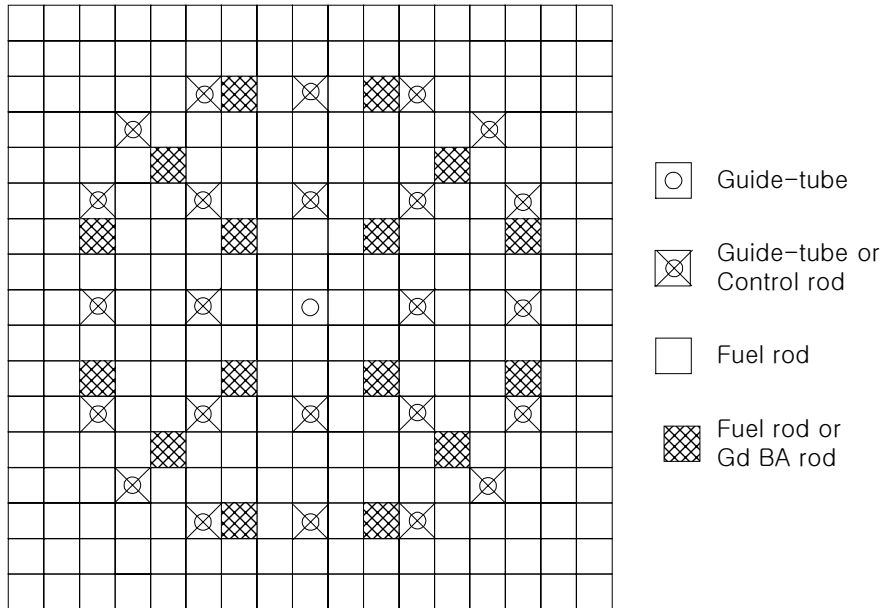 Guide-tube
Guide-tube or
Control rod
Fuel rod
Fuel rod or
Gd BA rod